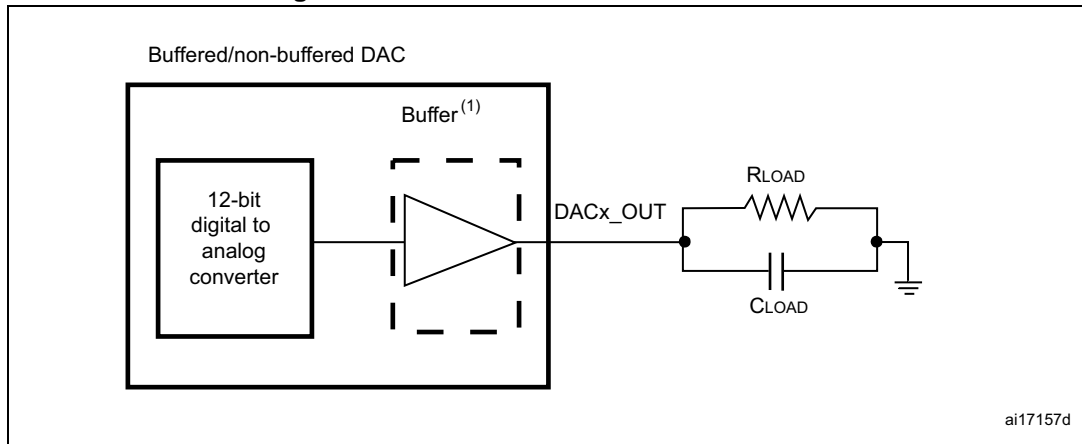 Buffered/non-buffered DAC
Buffer(1)
12-bit
digital to
analog
converter
DACx_OUT
RLOAD
CLOAD
ai17157d